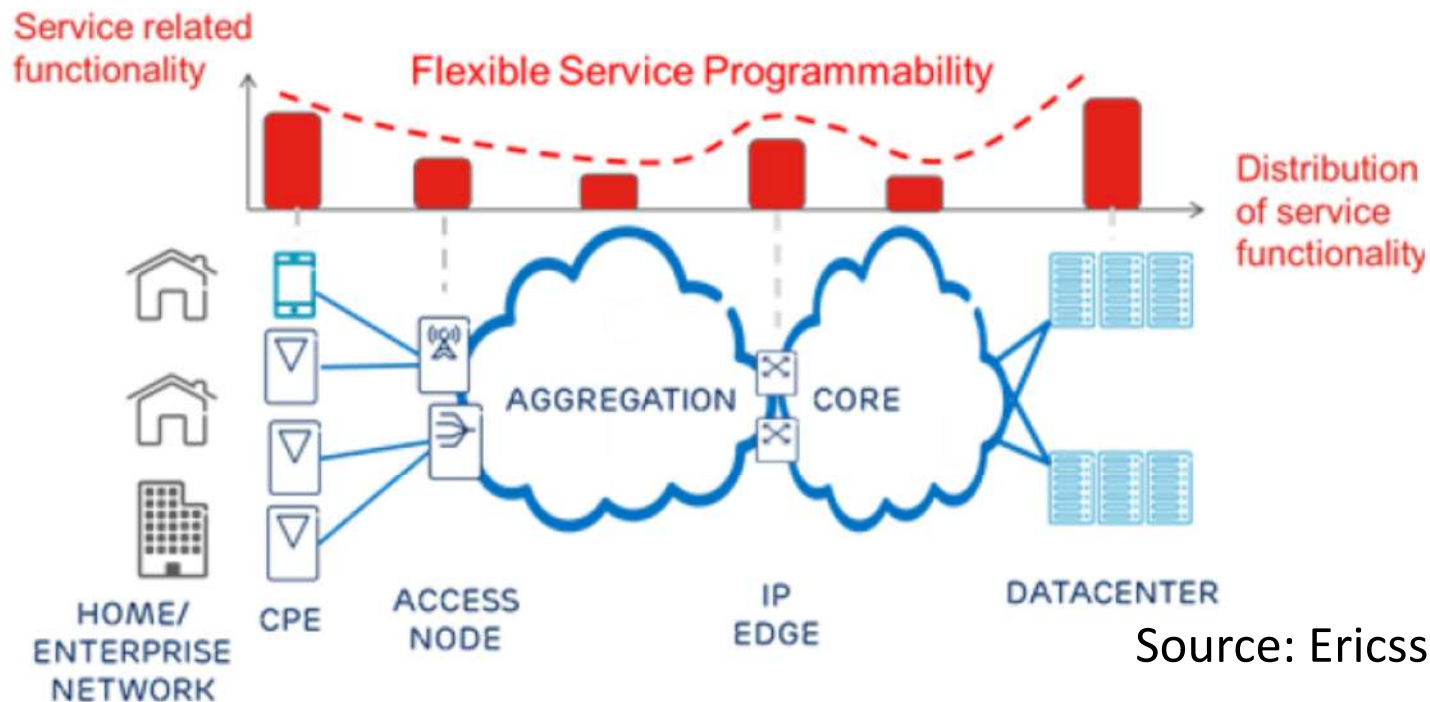 Service related
functionality
Flexible Service Programmability
Distribution
of service
functionality
AGGREGATION
CORE
HOME/
ENTERPRISE
NETWORK
CPE
ACCESS
NODE
IP
EDGE
DATACENTER
Source: Ericss